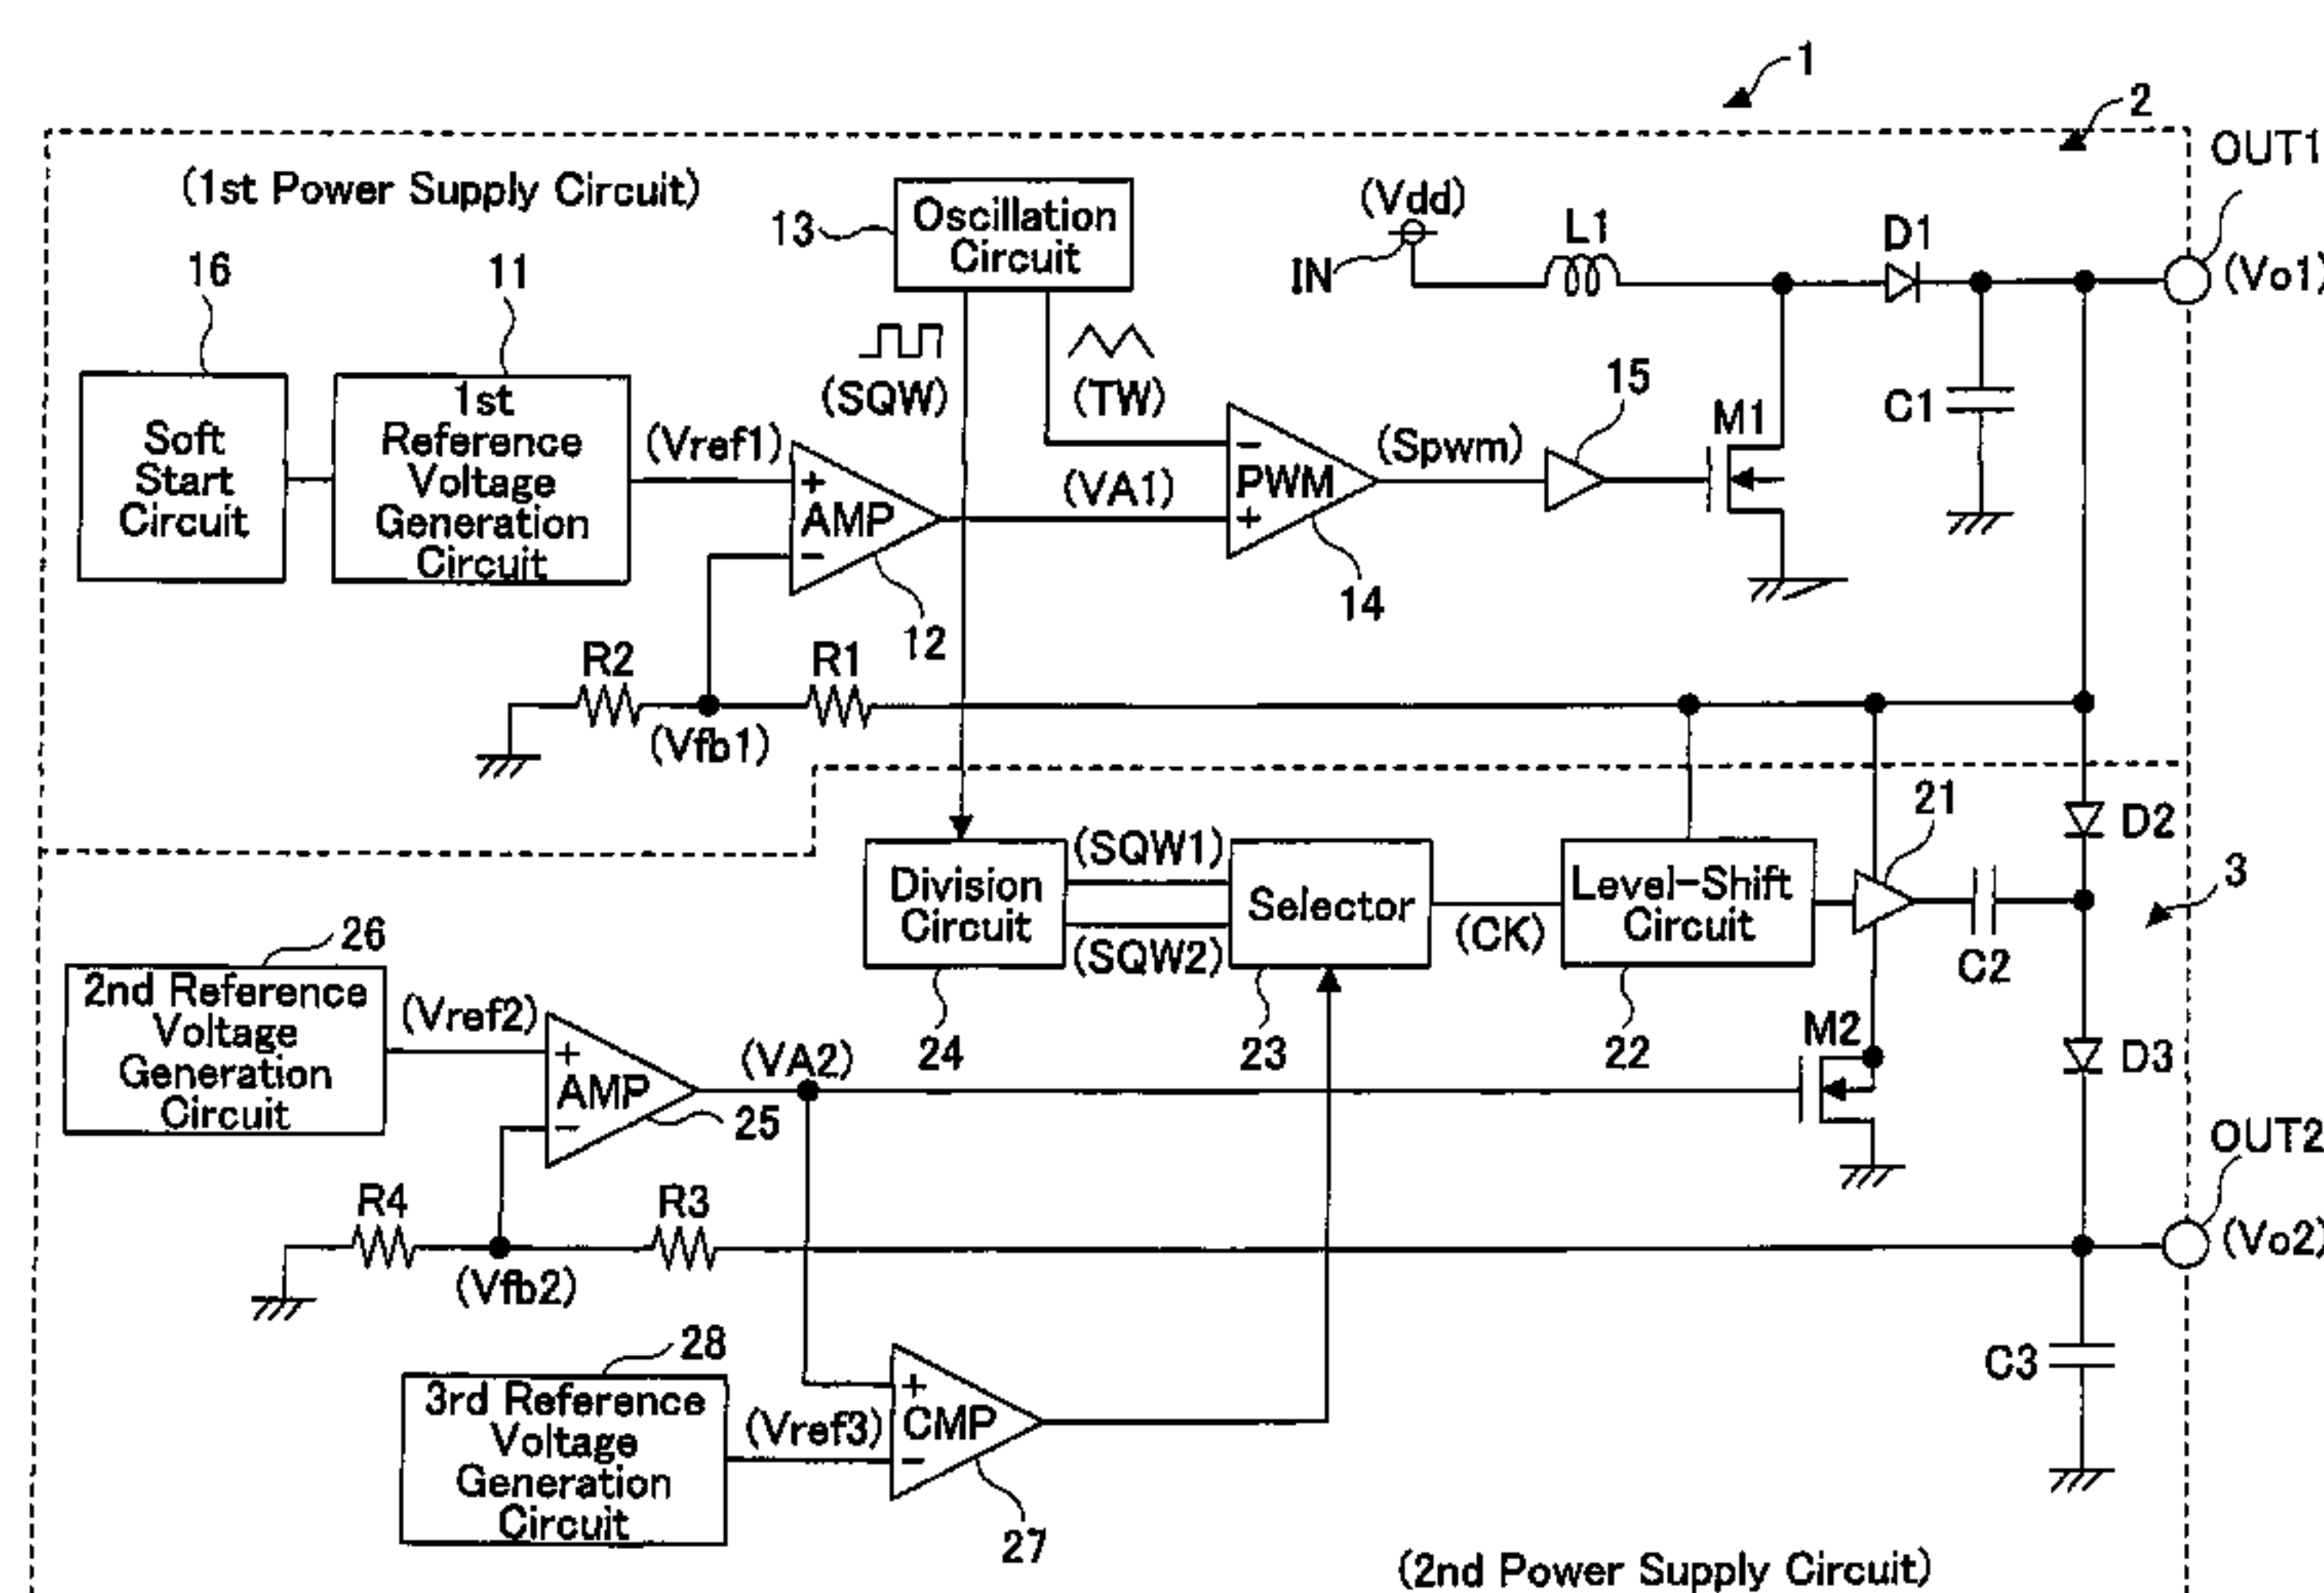 1
2
OUT1
(1st Power Supply Circuit)
13
Oscillation
Circuit
(Vdd)
IN
L1
D1
(Vo1)
16
11
(SQW)
(TW)
C1
M1
15
Soft
Start
Circuit
1st
Reference
Voltage
Generation
Circuit
(Vref1)
+
AMP
−
12
(VA1)
−
PWM
+
14
(Spwm)
R2
R1
(Vfb1)
21
D2
3
Division
Circuit
24
(SQW1)
(SQW2)
Selector
23
(CK)
Level-Shift
Circuit
22
C2
26
2nd Reference
Voltage
Generation
Circuit
(Vref2)
+
AMP
−
25
(VA2)
M2
D3
OUT2
R4
R3
(Vfb2)
(Vo2)
28
3rd Reference
Voltage
Generation
Circuit
(Vref3)
+
CMP
−
27
C3
(2nd Power Supply Circuit)